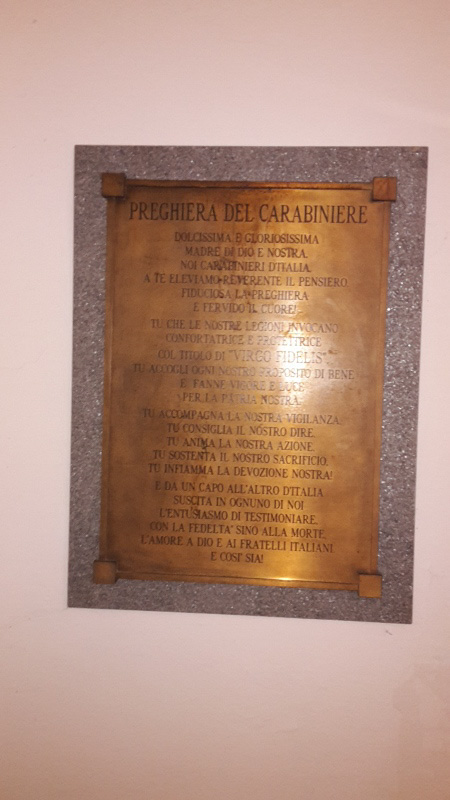 PREGHIERA DEL CARABINIERE
DOLCISSIMA E GLORIOSISSIMA
MADRE DI DIO E NOSTRA,
NOI CARABINIERI D'ITALIA,
A TE ELEVIAMO REVERENTE IL PENSIERO
FIDUCIOSA LA PREGHIERA
E FERVIDO IL CUORE!
TU CHE LE NOSTRE LEGIONI INVOCANO
CONFORTATRICE E PROTETTRICE
COL TITOLO DI "VIRGO FIDELIS",
TU ACCOGLI OGNI NOSTRO PROPOSITO DI BENE
E FANNE VIGORE E LUCE
PER LA PATRIA NOSTRA.
TU ACCOMPAGNA LA NOSTRA VIGILANZA,
TU CONSIGLIA IL NOSTRO DIRE,
TU ANIMA LA NOSTRA AZIONE,
TU SOSTENTA IL NOSTRO SACRIFICIO,
TU INFIAMMA LA DEVOZIONE NOSTRA!
E DA UN CAPO ALL'ALTRO D'ITALIA
SUSCITA IN OGNUNO DI NOI
L'ENTUSIASMO DI TESTIMONIARE,
CON LA FEDELTA' SINO ALLA MORTE,
L'AMORE A DIO E AI FRATELLI ITALIANI
E COSI' SIA!